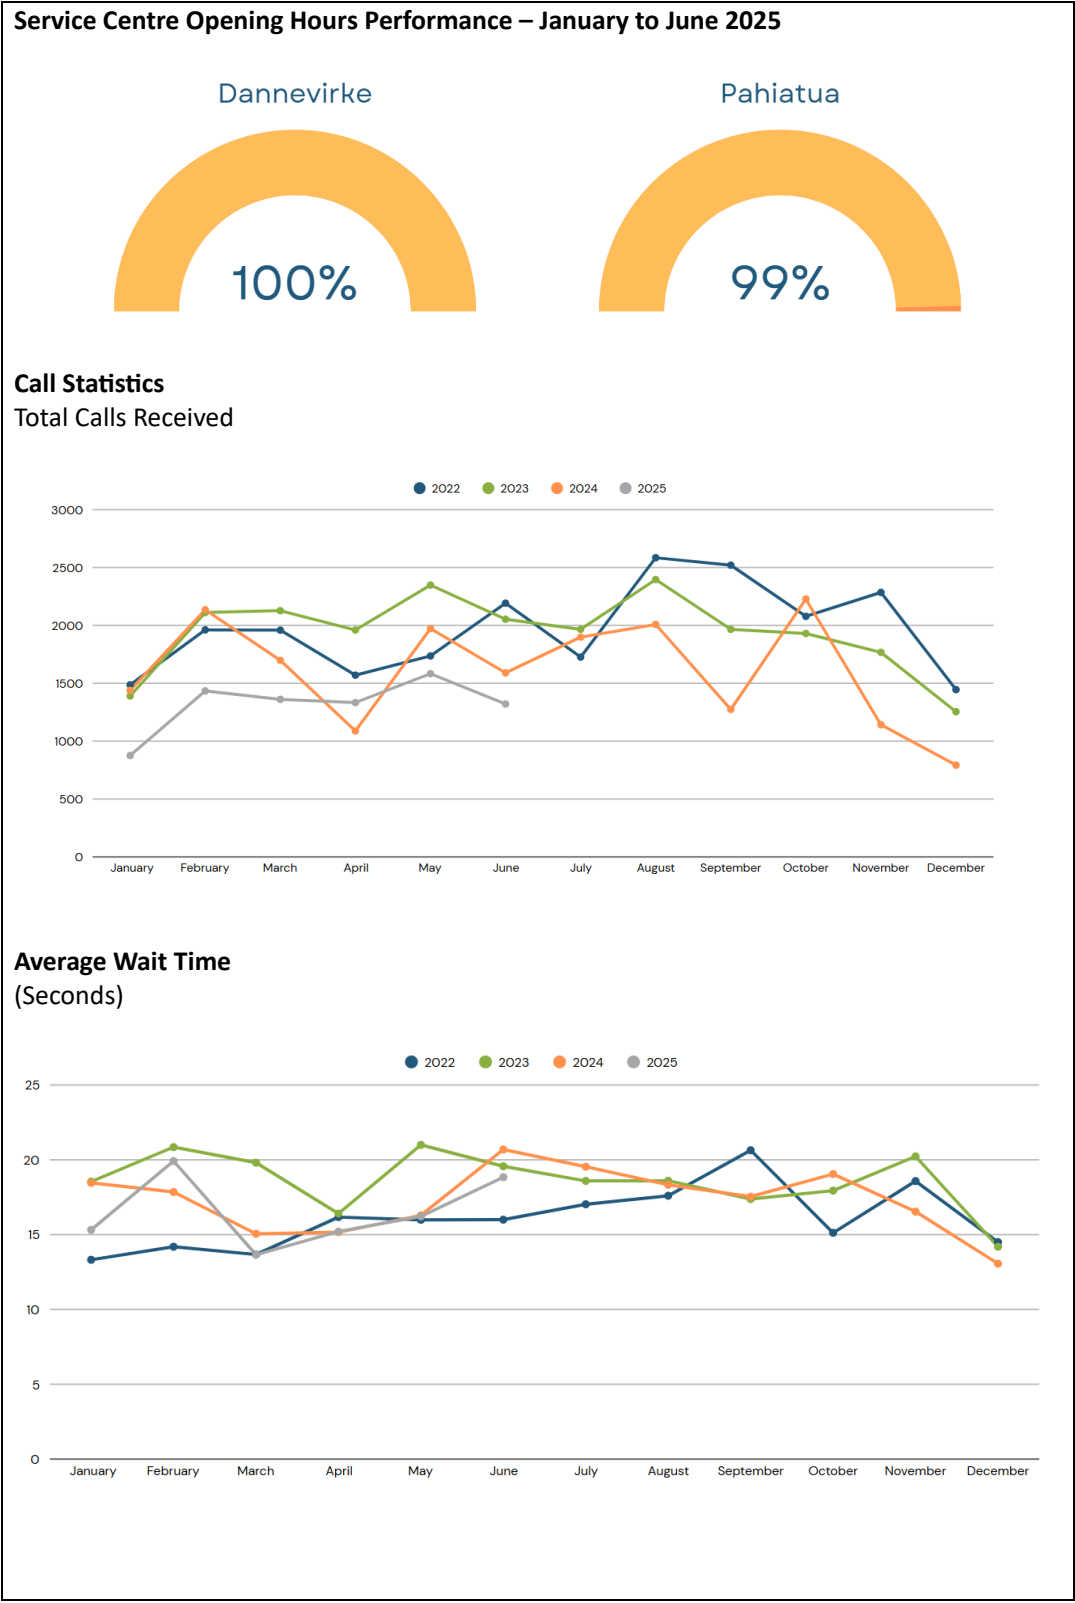 Service Centre Opening Hours Performance – January to June 2025
Dannevirke Pahiatua
100% 99%
Call Statistics
Total Calls Received
2022 2023 2024 2025
3000
2500
2000
1500
1000
500
0
January February March April May June July August September October November December
Average Wait Time
(Seconds)
2022 2023 2024 2025
25
20
15
10
5
0
January February March April May June July August September October November December